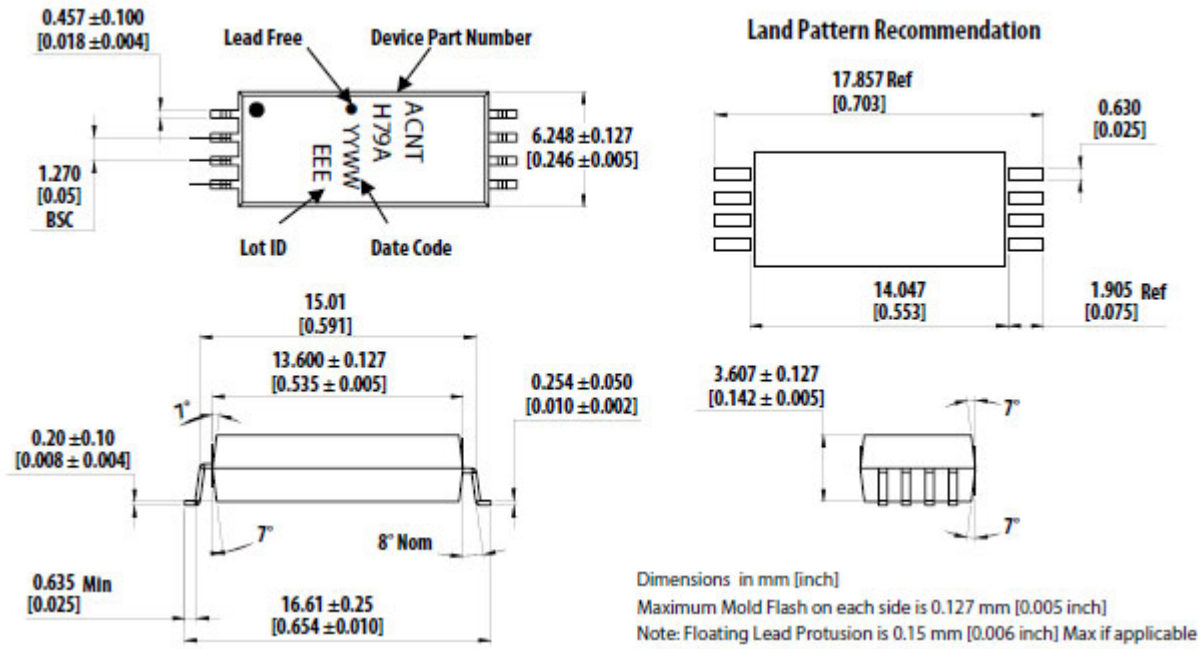 0.457 ±0.100
[0.018 ±0.004]
Lead Free
Device Part Number
ACNT
H79A
YYWW
EEE
6.248 ±0.127
[0.246 ±0.005]
1.270
[0.05]
BSC
Lot ID
Date Code
Land Pattern Recommendation
17.857 Ref
[0.703]
0.630
[0.025]
14.047
[0.553]
1.905 Ref
[0.075]
15.01
[0.591]
13.600 ± 0.127
[0.535 ± 0.005]
0.254 ±0.050
[0.010 ±0.002]
7°
0.20 ±0.10
[0.008 ± 0.004]
7°
8° Nom
0.635 Min
[0.025]
16.61 ±0.25
[0.654 ±0.010]
3.607 ± 0.127
[0.142 ± 0.005]
7°
7°
Dimensions in mm [inch]
Maximum Mold Flash on each side is 0.127 mm [0.005 inch]
Note: Floating Lead Protusion is 0.15 mm [0.006 inch] Max if applicable